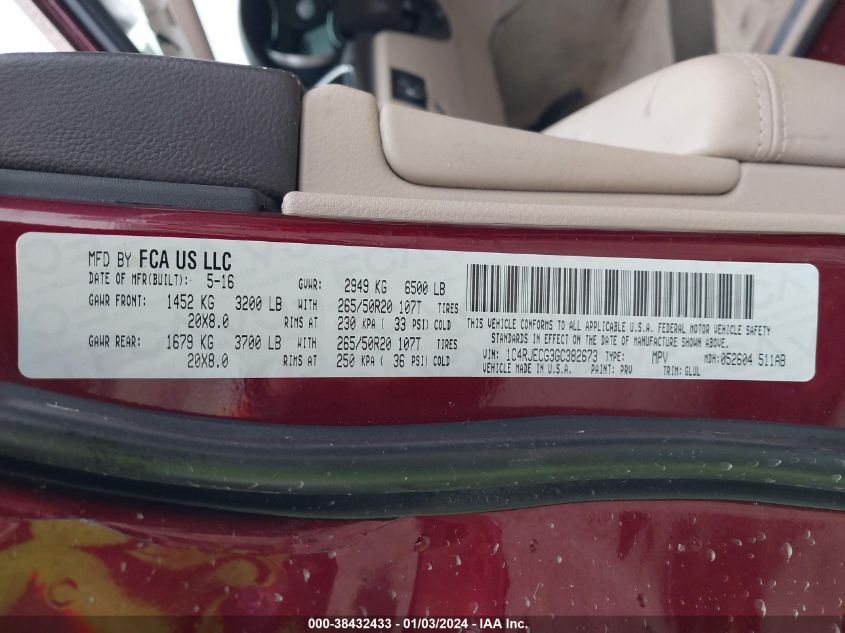 MFD BY FCA US LLC
DATE OF MFR(BUILT): 5-16 GVWR: 2949 KG 6500 LB
GAWR FRONT: 1452 KG 3200 LB WITH 265/50R20 107T TIRES
20X8.0 RIMS AT 230 KPA ( 33 PSI) COLD
GAWR REAR: 1679 KG 3700 LB WITH 265/50R20 107T TIRES
20X8.0 RIMS AT 250 KPA ( 36 PSI) COLD
THIS VEHICLE CONFORMS TO ALL APPLICABLE U.S.A. FEDERAL MOTOR VEHICLE SAFETY
STANDARDS IN EFFECT ON THE DATE OF MANUFACTURE SHOWN ABOVE.
VIN: 1C4RJECG3GC382673 TYPE: MPV MDH: 052604 511AB
VEHICLE MADE IN U.S.A. PAINT: PRV TRIM: GLUL
000-38432433 - 01/03/2024 - IAA Inc.